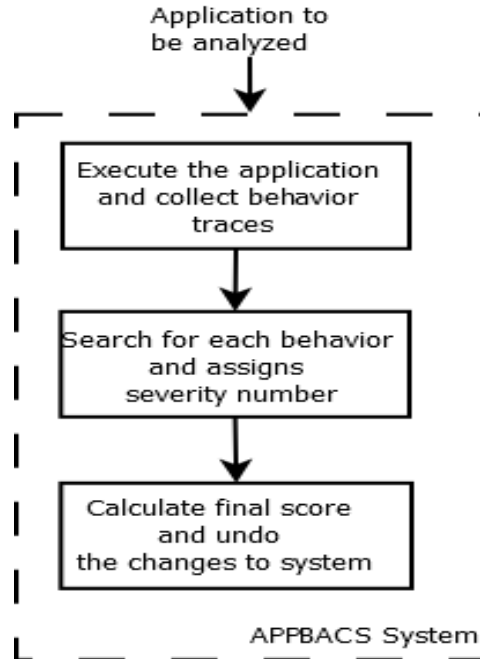 Application to
be analyzed
Execute the application
and collect behavior
traces
Search for each behavior
and assigns
severity number
Calculate final score
and undo
the changes to system
APPBACS System